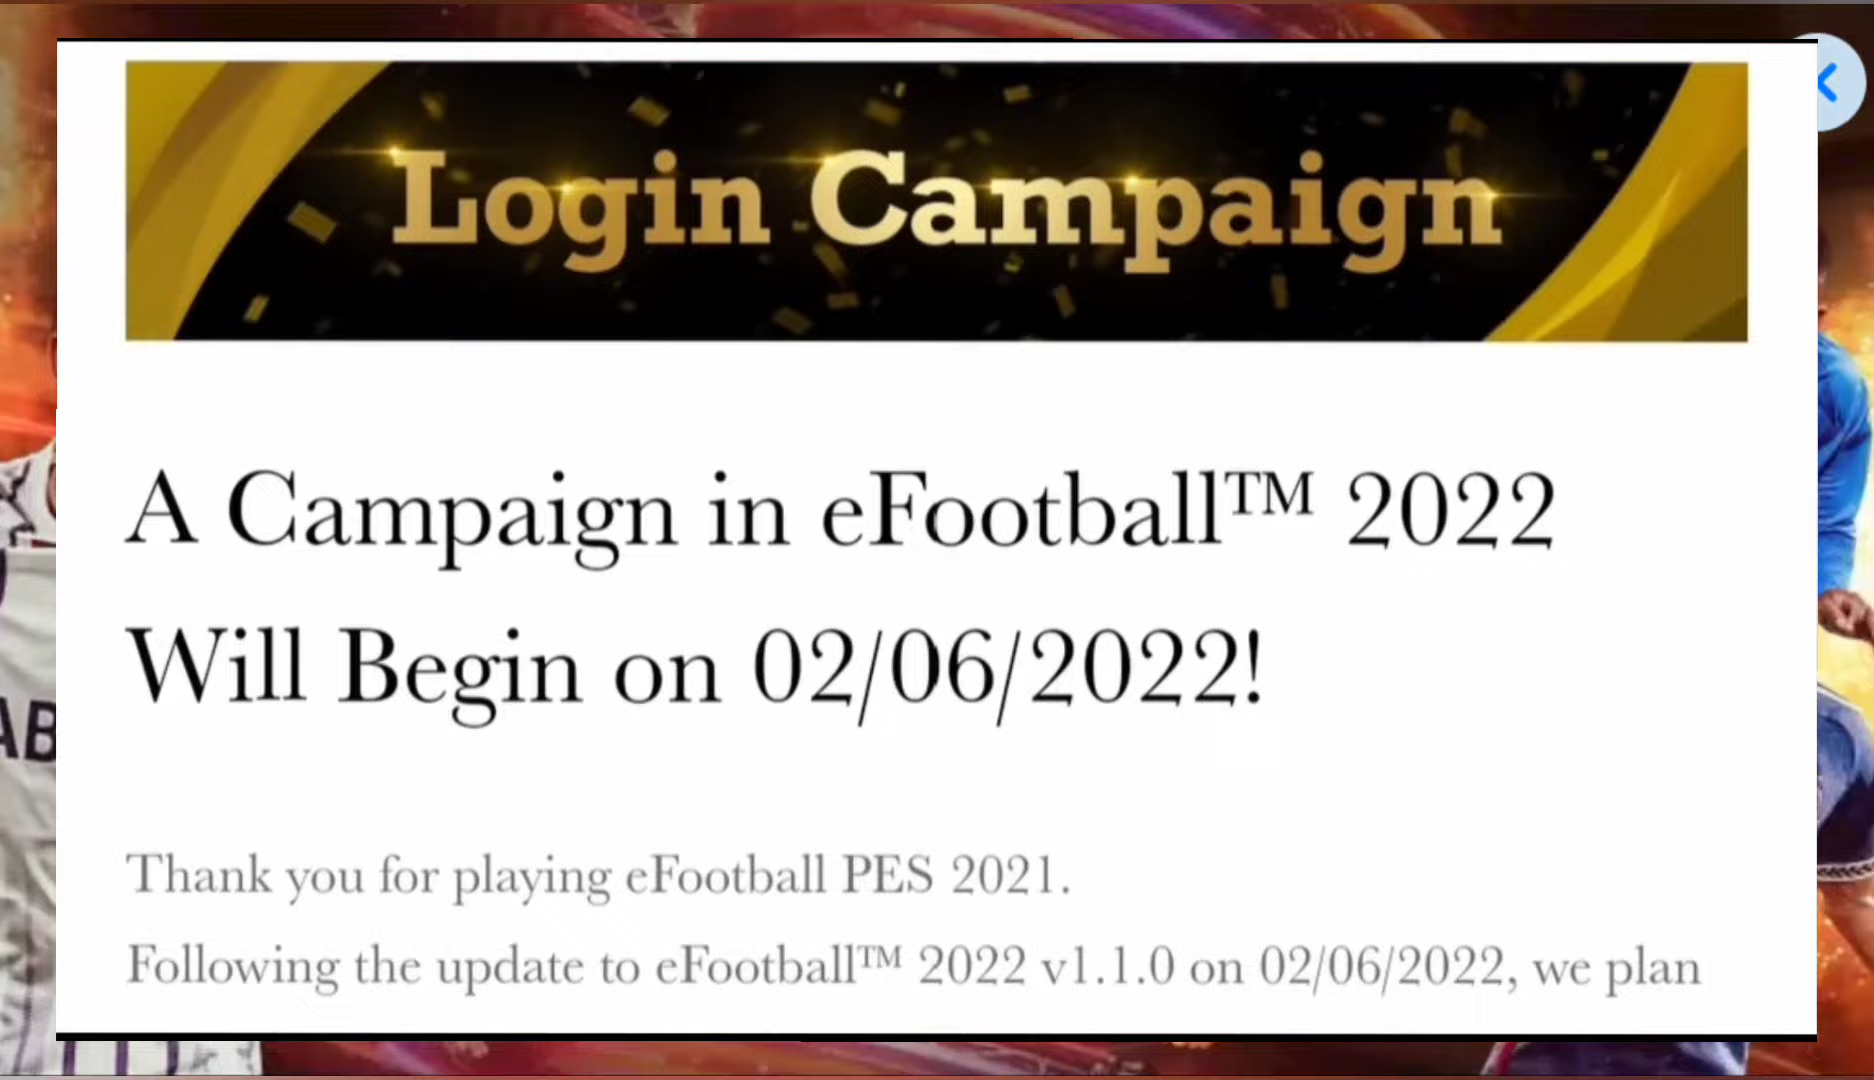 Login Campaign
A Campaign in eFootball™ 2022
Will Begin on 02/06/2022!
Thank you for playing eFootball PES 2021.
Following the update to eFootball™ 2022 v1.1.0 on 02/06/2022, we plan
AB